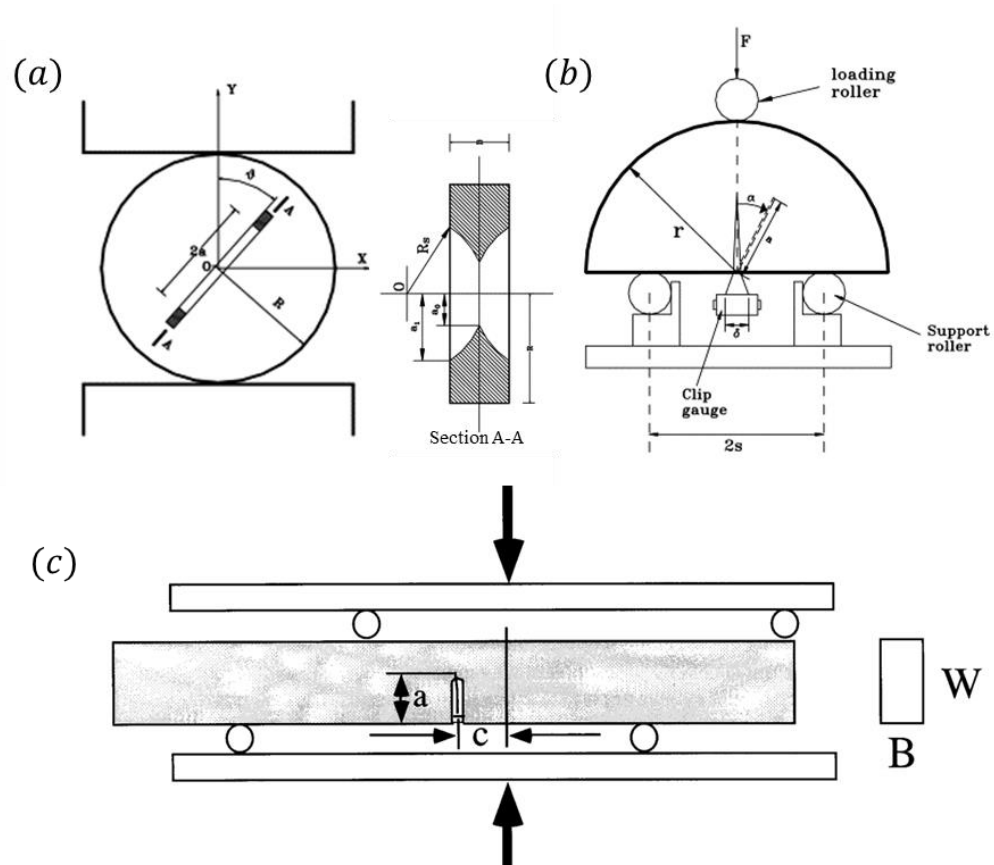 (a)
Y
ϑ
A
2a
O
X
R
A
B
Rs
O
a₁
a₀
R
Section A-A
(b)
F
loading
roller
r
α
a
δ
Support
roller
Clip
gauge
2s
(c)
a
c
W
B